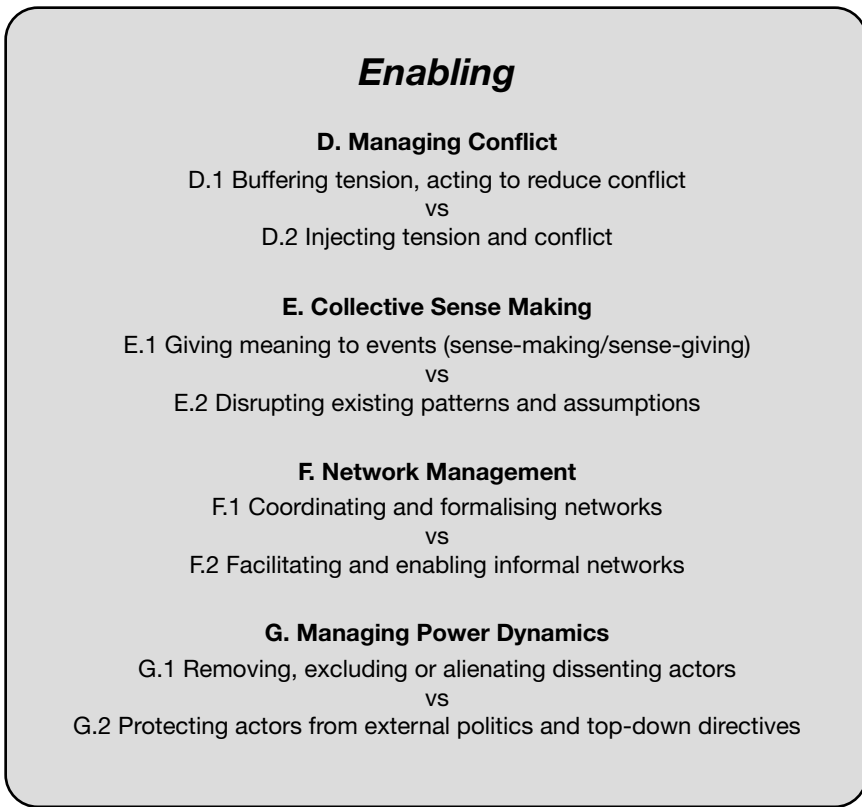 Enabling
D. Managing Conflict
D.1 Buffering tension, acting to reduce conflict
vs
D.2 Injecting tension and conflict
E. Collective Sense Making
E.1 Giving meaning to events (sense-making/sense-giving)
vs
E.2 Disrupting existing patterns and assumptions
F. Network Management
F.1 Coordinating and formalising networks
vs
F.2 Facilitating and enabling informal networks
G. Managing Power Dynamics
G.1 Removing, excluding or alienating dissenting actors
vs
G.2 Protecting actors from external politics and top-down directives